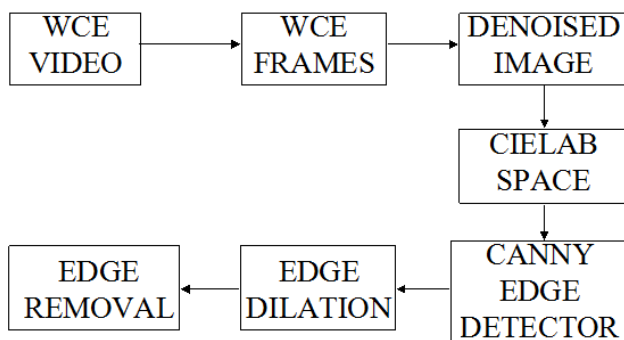 WCE
VIDEO
WCE
FRAMES
DENOISED
IMAGE
CIELAB
SPACE
CANNY
EDGE
DETECTOR
EDGE
DILATION
EDGE
REMOVAL